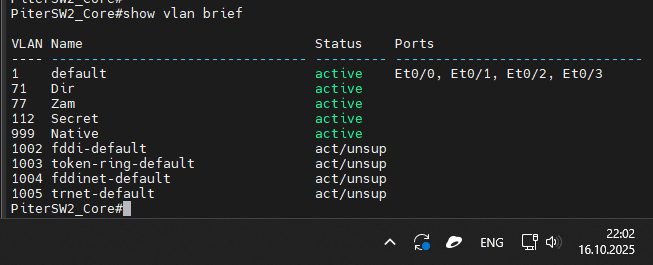 PiterSW2_Core#
PiterSW2_Core#show vlan brief
VLAN Name                             Status    Ports
---- -------------------------------- --------- -------------------------------
1    default                          active    Et0/0, Et0/1, Et0/2, Et0/3
71   Dir                              active
77   Zam                              active
112  Secret                           active
999  Native                           active
1002 fddi-default                     act/unsup
1003 token-ring-default               act/unsup
1004 fddinet-default                  act/unsup
1005 trnet-default                    act/unsup
PiterSW2_Core#
ENG
22:02
16.10.2025